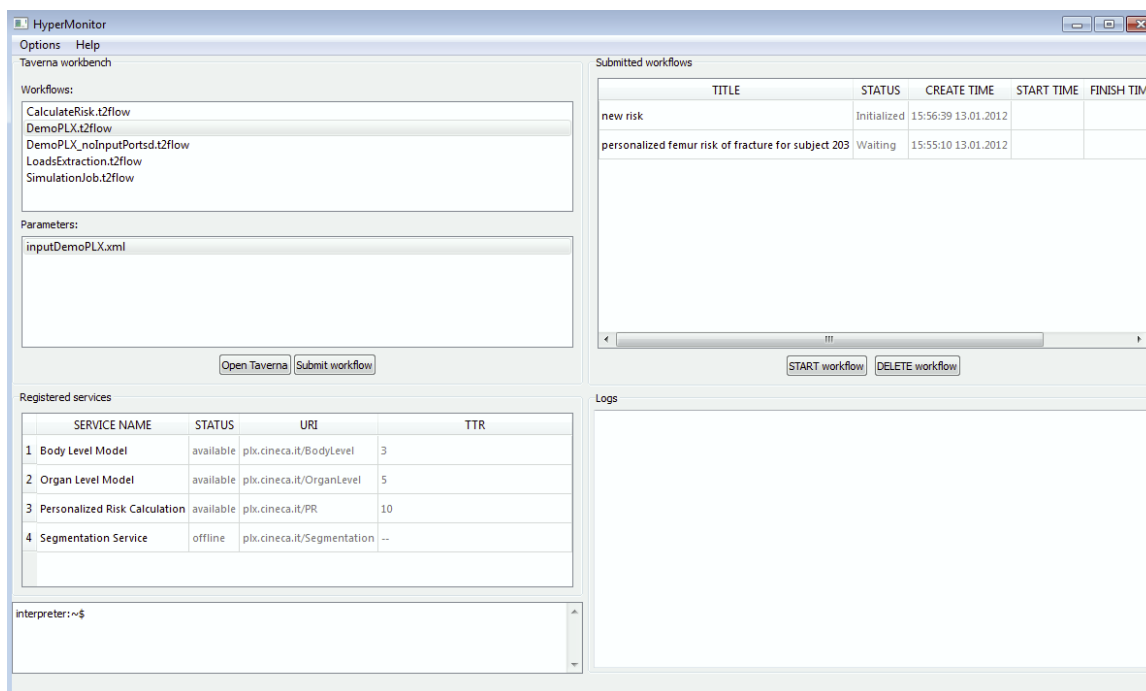 HyperMonitor
Options Help
Taverna workbench
Workflows:
CalculateRisk.t2flow
DemoPLX.t2flow
DemoPLX_noInputPortsd.t2flow
LoadsExtraction.t2flow
SimulationJob.t2flow
Parameters:
inputDemoPLX.xml
Open Taverna Submit workflow
Submitted workflows
TITLE STATUS CREATE TIME START TIME FINISH TIM
new risk Initialized 15:56:39 13.01.2012
personalized femur risk of fracture for subject 203 Waiting 15:55:10 13.01.2012
START workflow DELETE workflow
Registered services
SERVICE NAME STATUS URI TTR
1 Body Level Model available plx.cineca.it/BodyLevel 3
2 Organ Level Model available plx.cineca.it/OrganLevel 5
3 Personalized Risk Calculation available plx.cineca.it/PR 10
4 Segmentation Service offline plx.cineca.it/Segmentation --
interpreter:~$
Logs